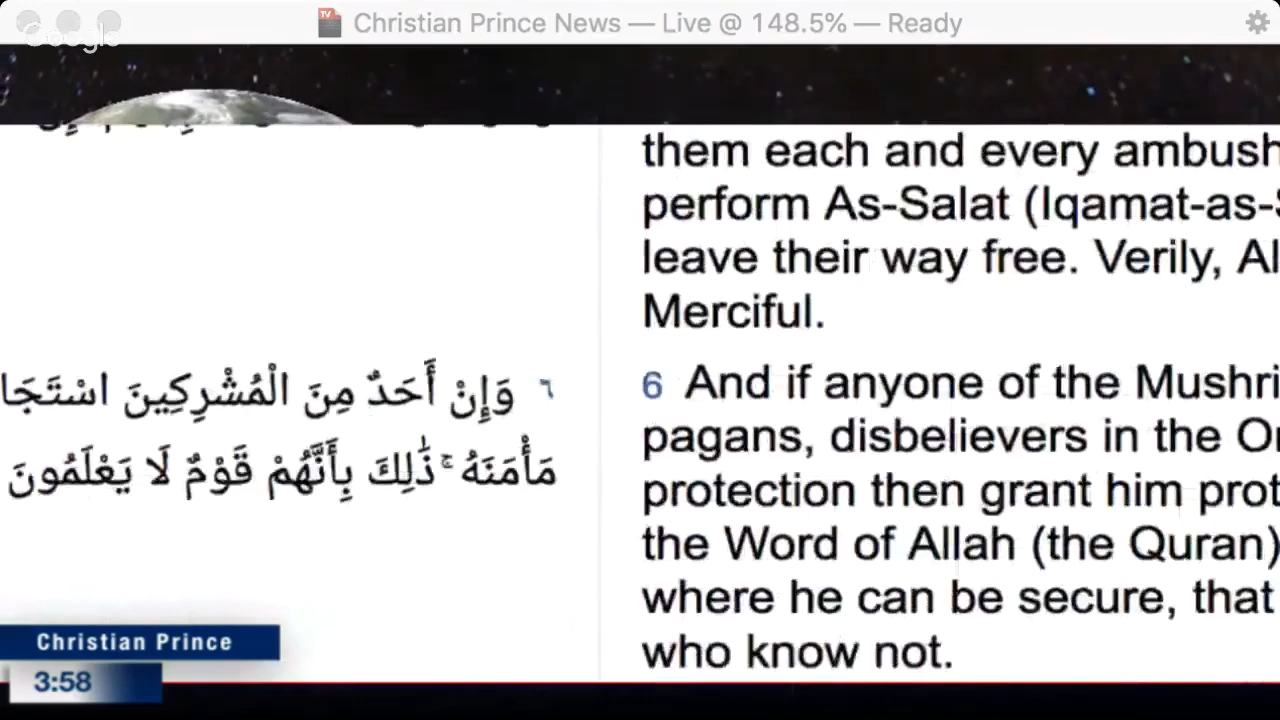 Google
Christian Prince News — Live @ 148.5% — Ready
them each and every ambush
perform As-Salat (Iqamat-as-
leave their way free. Verily, Al
Merciful.
٦ وَإِنْ أَحَدٌ مِنَ الْمُشْرِكِينَ اسْتَجَا
مَأْمَنَهُ ۚ ذَٰلِكَ بِأَنَّهُمْ قَوْمٌ لَا يَعْلَمُونَ
6 And if anyone of the Mushri
pagans, disbelievers in the On
protection then grant him prot
the Word of Allah (the Quran)
where he can be secure, that
who know not.
Christian Prince
3:58